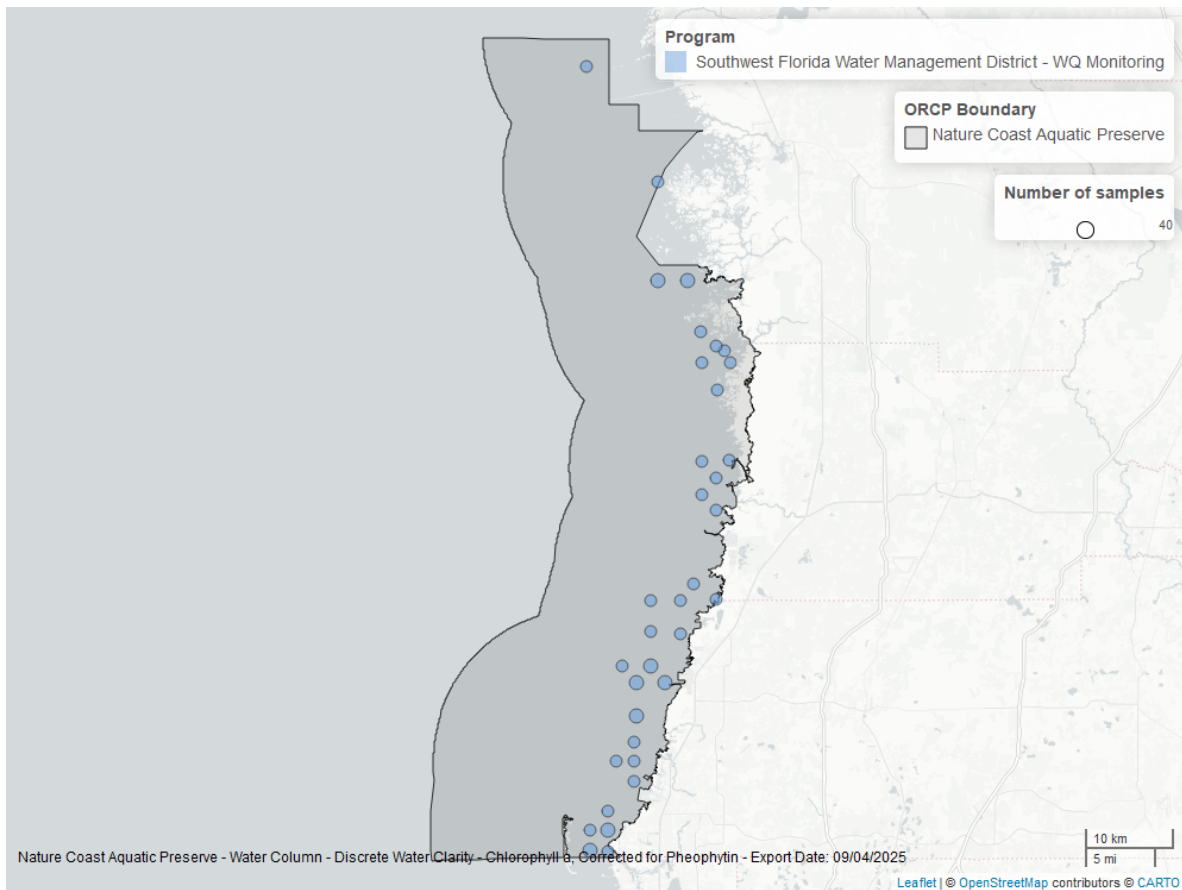 Program
Southwest Florida Water Management District - WQ Monitoring
ORCP Boundary
Nature Coast Aquatic Preserve
Number of samples
40
10 km
5 mi
Nature Coast Aquatic Preserve - Water Column - Discrete Water Clarity - Chlorophyll a, Corrected for Pheophytin - Export Date: 09/04/2025
Leaflet | © OpenStreetMap contributors © CARTO